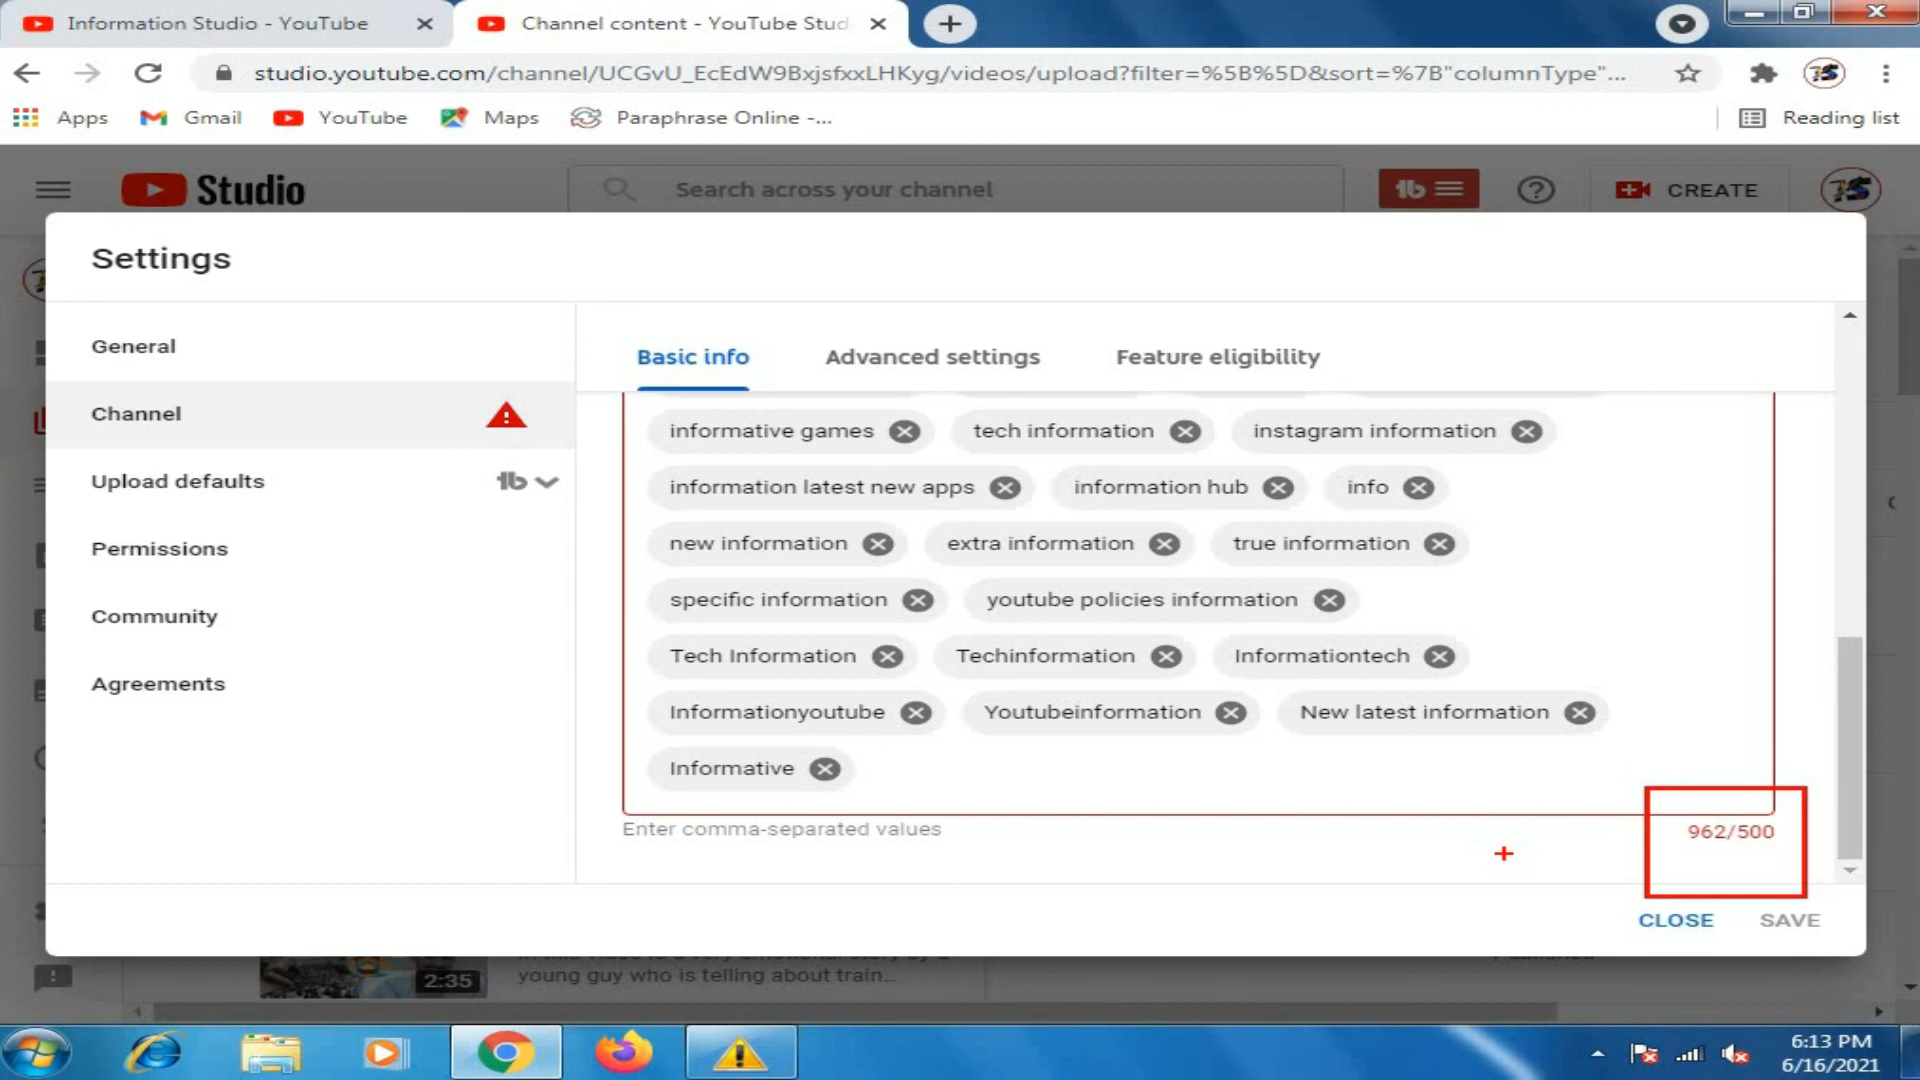 Information Studio - YouTube
Channel content - YouTube Stud
studio.youtube.com/channel/UCGvU_EcEdW9BxjsfxxLHKyg/videos/upload?filter=%5B%5D&sort=%7B"columnType"...
Apps Gmail YouTube Maps Paraphrase Online -... Reading list
Studio Search across your channel CREATE
Settings
General
Channel
Upload defaults
Permissions
Community
Agreements
Basic info Advanced settings Feature eligibility
informative games tech information instagram information
information latest new apps information hub info
new information extra information true information
specific information youtube policies information
Tech Information Techinformation Informationtech
Informationyoutube Youtubeinformation New latest information
Informative
Enter comma-separated values 962/500
CLOSE SAVE
2:35 young guy who is telling about train...
6:13 PM
6/16/2021